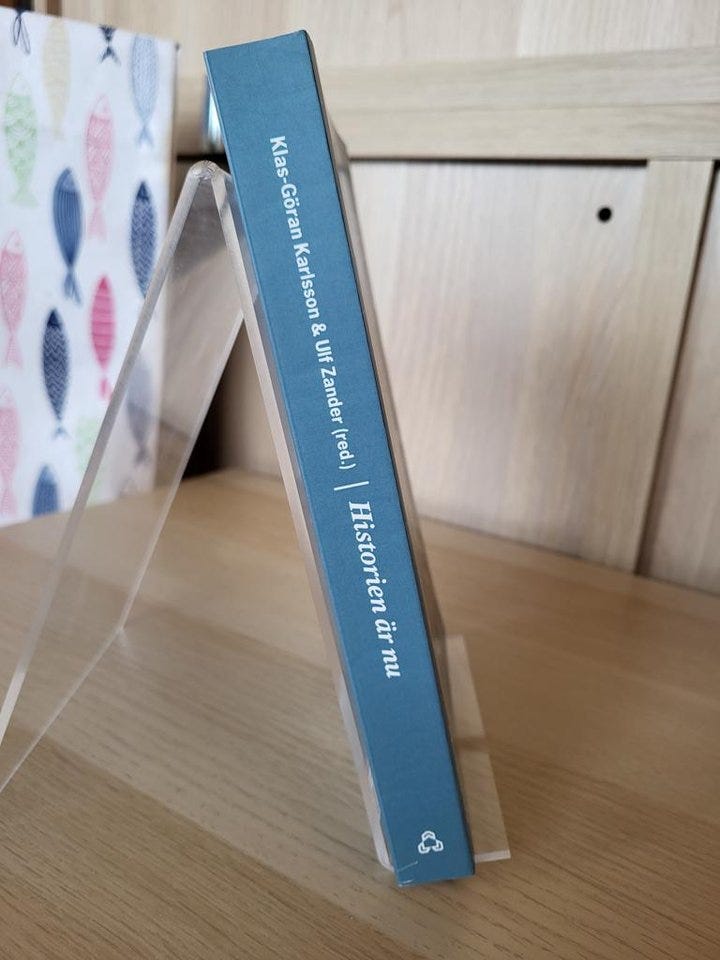 Klas-Göran Karlsson & Ulf Zander (red.) | Historien är nu